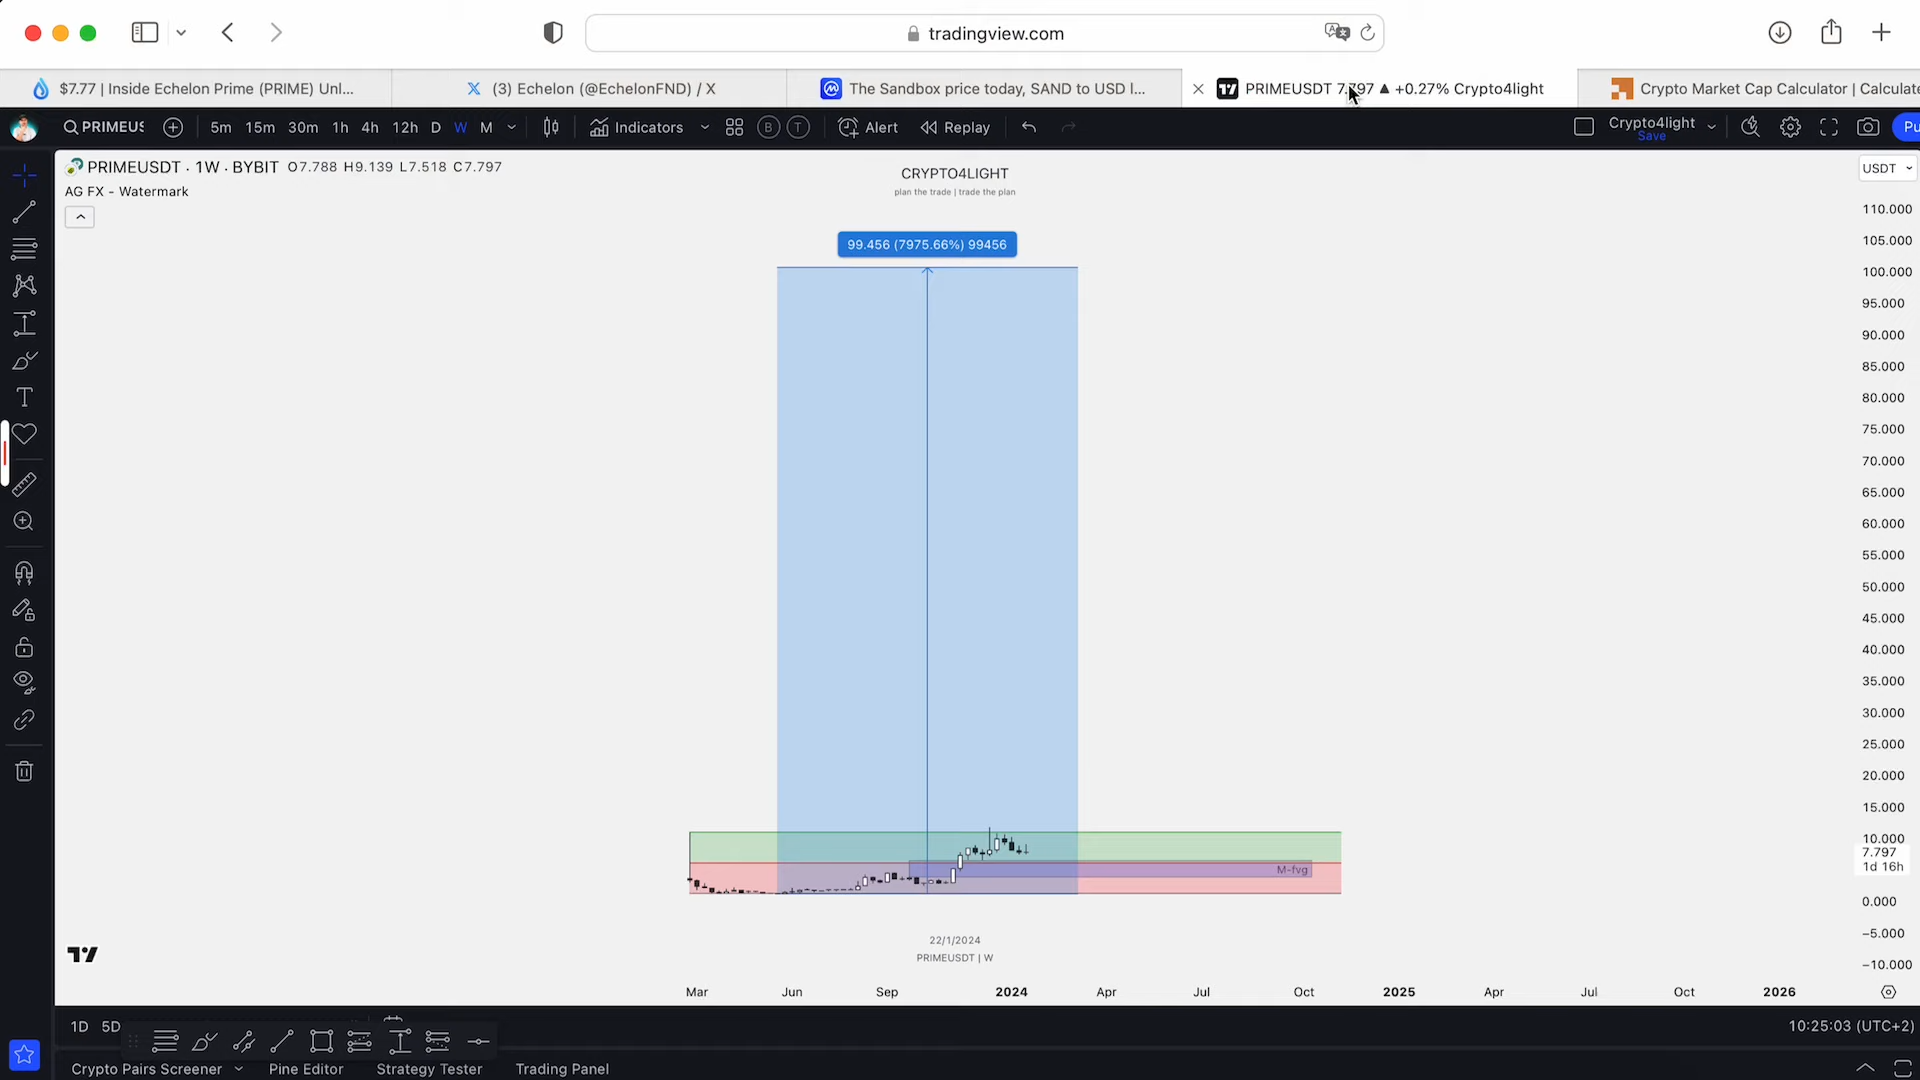 tradingview.com
$7.77 | Inside Echelon Prime (PRIME) Unl...
(3) Echelon (@EchelonFND) / X
The Sandbox price today, SAND to USD l...
PRIMEUSDT 7.797 ▲ +0.27% Crypto4light
Crypto Market Cap Calculator | Calculate
PRIMEUS 5m 15m 30m 1h 4h 12h D W M Indicators B T Alert Replay Crypto4light Pu
Save
PRIMEUSDT · 1W · BYBIT O7.788 H9.139 L7.518 C7.797
AG FX - Watermark
CRYPTO4LIGHT
plan the trade | trade the plan
USDT
99.456 (7975.66%) 99456
110.000
105.000
100.000
95.000
90.000
85.000
80.000
75.000
70.000
65.000
60.000
55.000
50.000
45.000
40.000
35.000
30.000
25.000
20.000
15.000
10.000
7.797
1d 16h
M-fvg
0.000
−5.000
−10.000
22/1/2024
PRIMEUSDT | W
Mar Jun Sep 2024 Apr Jul Oct 2025 Apr Jul Oct 2026
1D 5D
10:25:03 (UTC+2)
Crypto Pairs Screener Pine Editor Strategy Tester Trading Panel